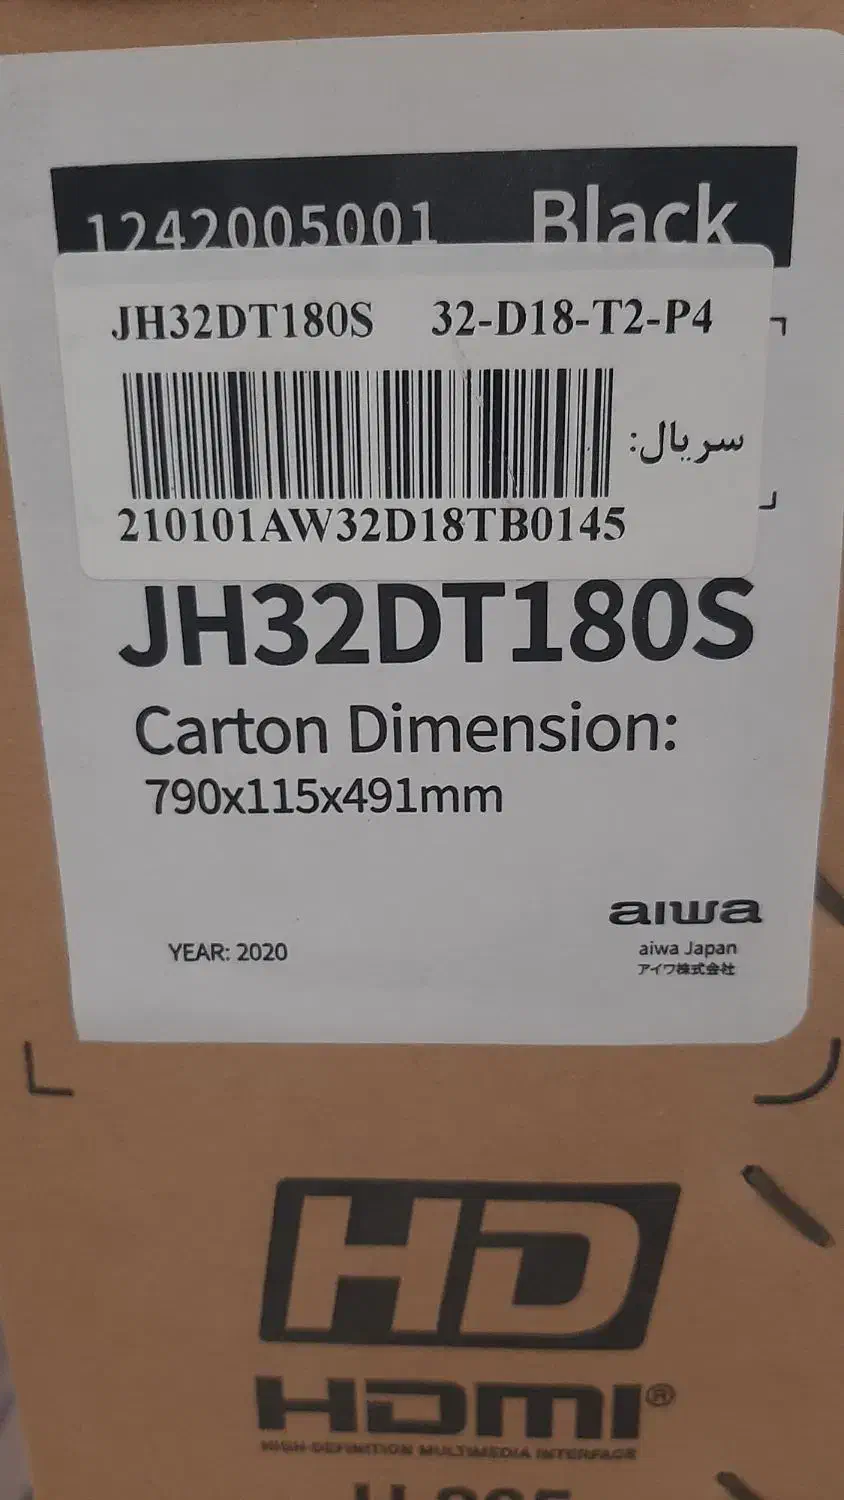 1242005001 Black
JH32DT180S 32-D18-T2-P4
سریال:
210101AW32D18TB0145
JH32DT180S
Carton Dimension:
790x115x491mm
aiwa
YEAR: 2020
aiwa Japan
アイワ株式会社
HD
HDMI®
HIGH-DEFINITION MULTIMEDIA INTERFACE